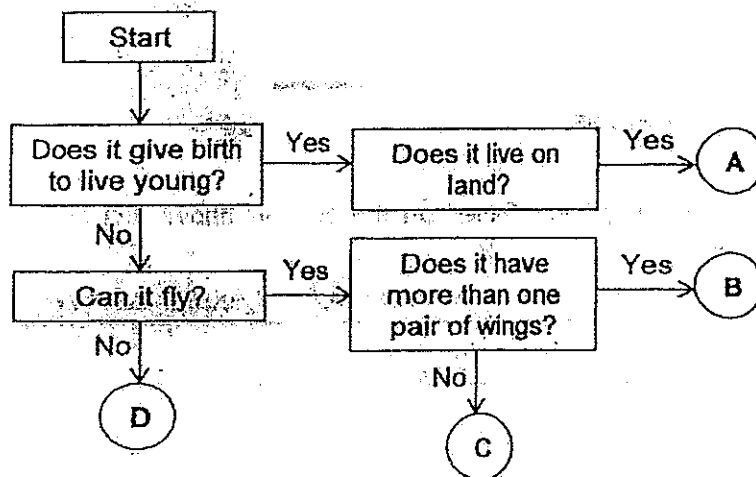 Start
Does it give birth
to live young?
Yes
Does it live on
land?
Yes
A
No
Can it fly?
Yes
Does it have
more than one
pair of wings?
Yes
B
No
D
No
C